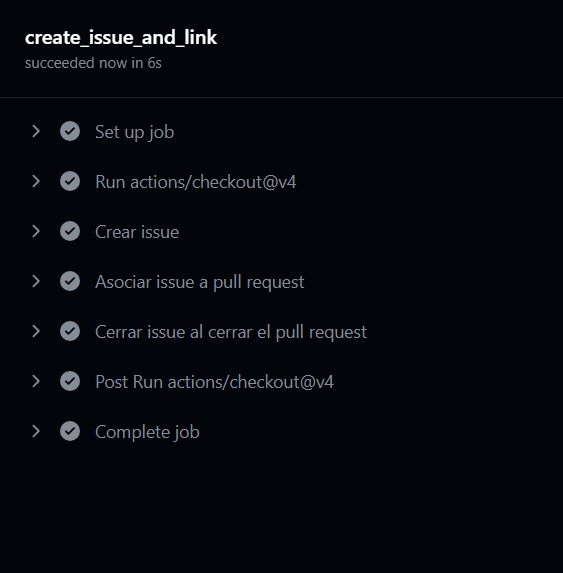 create_issue_and_link
succeeded now in 6s
Set up job
Run actions/checkout@v4
Crear issue
Asociar issue a pull request
Cerrar issue al cerrar el pull request
Post Run actions/checkout@v4
Complete job